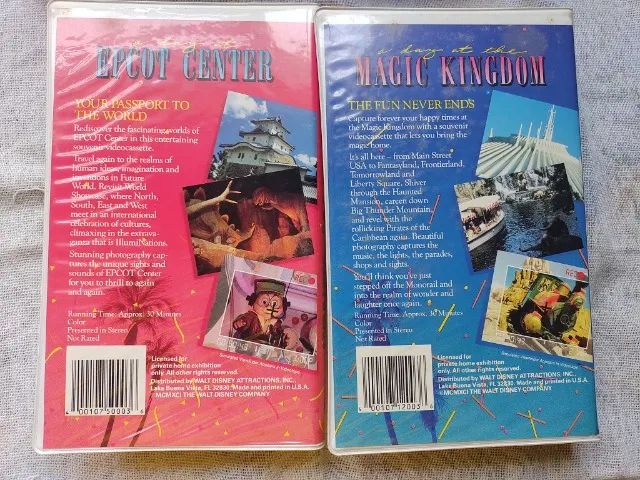 a day at
EPCOT CENTER
YOUR PASSPORT TO
THE WORLD
Rediscover the fascinating worlds of
EPCOT Center in this entertaining
souvenir videocassette.
Travel again to the realms of
human ideas, imagination and
innovations in Future
World. Revisit World
Showcase, where North,
South, East and West
meet in an international
celebration of cultures,
climaxing in the extrava-
ganza that is IllumiNations.
Stunning photography cap-
tures the unique sights and
sounds of EPCOT Center
for you to thrill to again
and again.
Running Time: Approx. 30 Minutes
Color
Presented in Stereo
Not Rated
Licensed for
private home exhibition
only. All other rights reserved.
Distributed by WALT DISNEY ATTRACTIONS, INC.
Lake Buena Vista, FL 32830. Made and printed in U.S.A.
©MCMXCI THE WALT DISNEY COMPANY
a day at the
MAGIC KINGDOM
THE FUN NEVER ENDS
Capture forever your happy times at
the Magic Kingdom with a souvenir
videocassette that lets you bring the
magic home.
It's all here – from Main Street
USA to Fantasyland, Frontierland,
Tomorrowland and
Liberty Square. Shiver
through the Haunted
Mansion, careen down
Big Thunder Mountain,
and revel with the
rollicking Pirates of the
Caribbean again. Beautiful
photography captures the
music, the lights, the parades,
shops and sights.
You'll think you've just
stepped off the Monorail and
into the realm of wonder and
laughter once again.
Running Time: Approx. 30 Minutes
Color
Presented in Stereo
Not Rated
Licensed for
private home exhibition
only. All other rights reserved.
Distributed by WALT DISNEY ATTRACTIONS, INC.
Lake Buena Vista, FL 32830. Made and printed in U.S.A.
©MCMXCI THE WALT DISNEY COMPANY